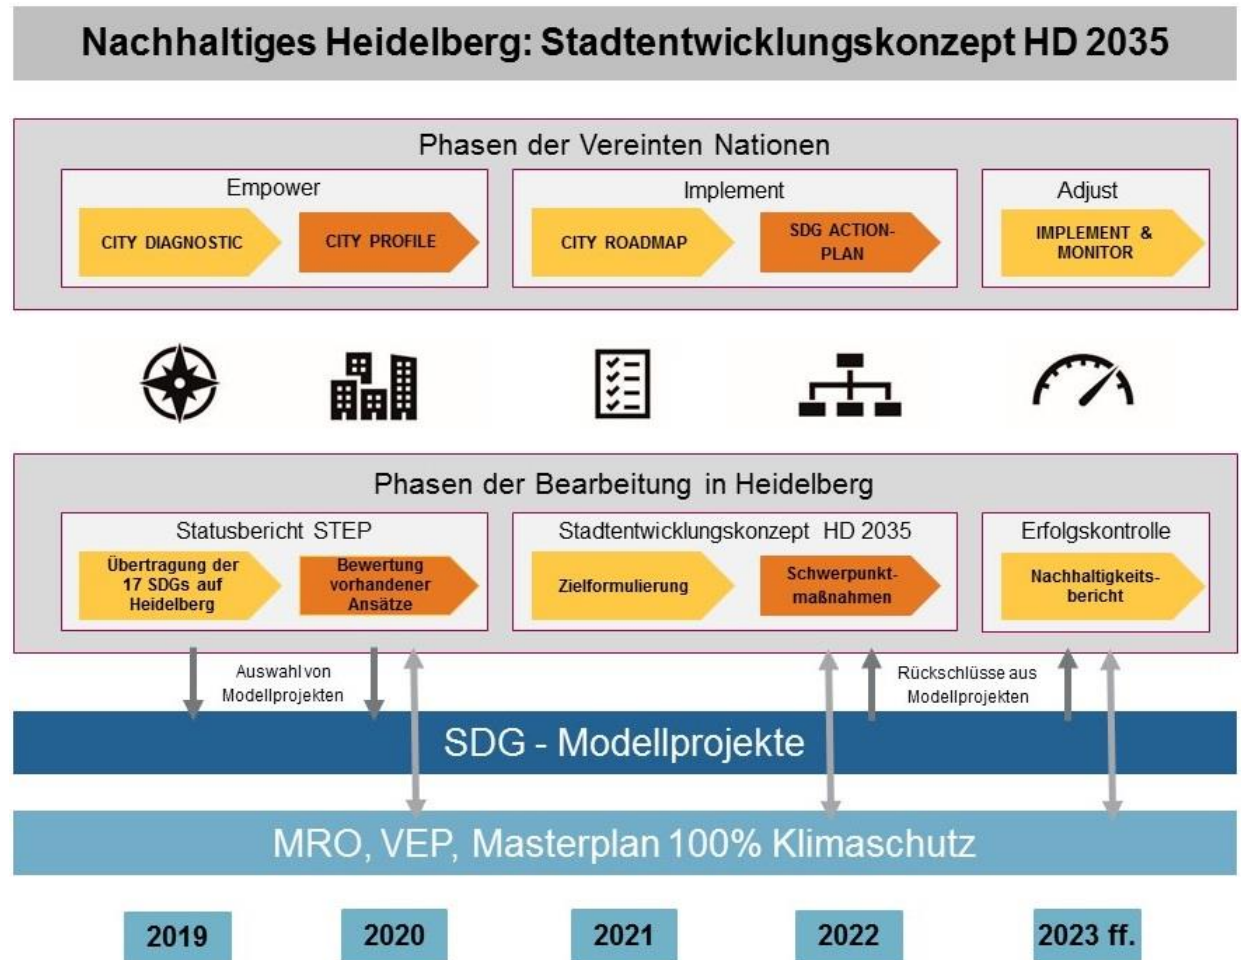 Nachhaltiges Heidelberg: Stadtentwicklungskonzept HD 2035
Phasen der Vereinten Nationen
Empower
CITY DIAGNOSTIC
CITY PROFILE
Implement
CITY ROADMAP
SDG ACTION-
PLAN
Adjust
IMPLEMENT &
MONITOR
Phasen der Bearbeitung in Heidelberg
Statusbericht STEP
Übertragung der
17 SDGs auf
Heidelberg
Bewertung
vorhandener
Ansätze
Stadtentwicklungskonzept HD 2035
Zielformulierung
Schwerpunkt-
maßnahmen
Erfolgskontrolle
Nachhaltigkeits-
bericht
Auswahl von
Modellprojekten
Rückschlüsse aus
Modellprojekten
SDG - Modellprojekte
MRO, VEP, Masterplan 100% Klimaschutz
2019
2020
2021
2022
2023 ff.